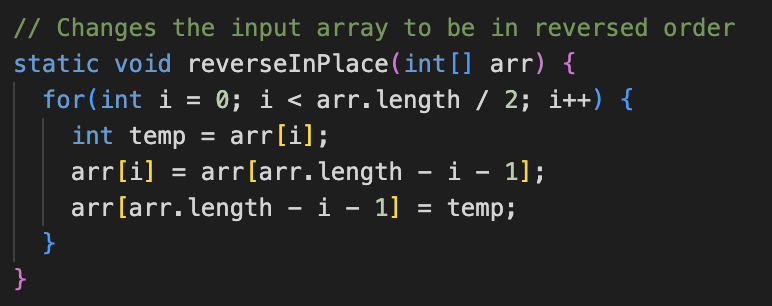 // Changes the input array to be in reversed order
static void reverseInPlace(int[] arr) {
  for(int i = 0; i < arr.length / 2; i++) {
    int temp = arr[i];
    arr[i] = arr[arr.length - i - 1];
    arr[arr.length - i - 1] = temp;
  }
}